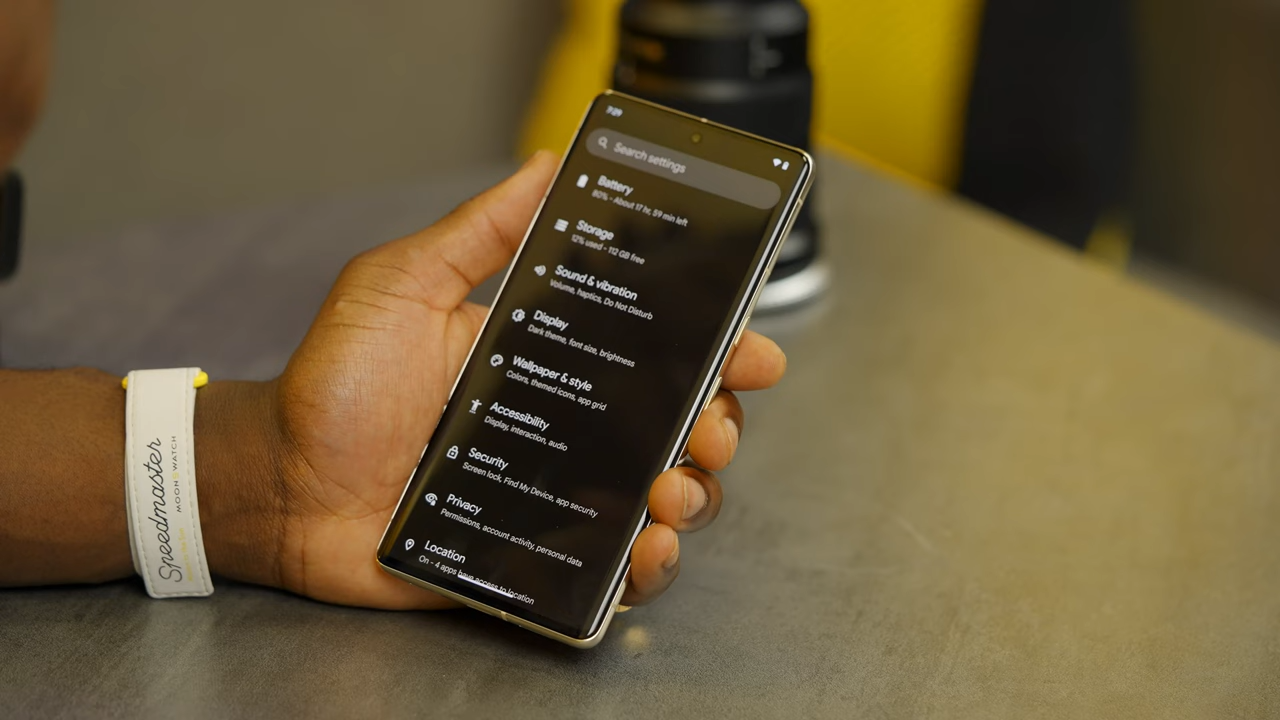 7:29
Search settings
Battery
80% - About 17 hr, 59 min left
Storage
12% used - 112 GB free
Sound & vibration
Volume, haptics, Do Not Disturb
Display
Dark theme, font size, brightness
Wallpaper & style
Colors, themed icons, app grid
Accessibility
Display, interaction, audio
Security
Screen lock, Find My Device, app security
Privacy
Permissions, account activity, personal data
Location
On - 4 apps have access to location
Speedmaster
MOONSWATCH